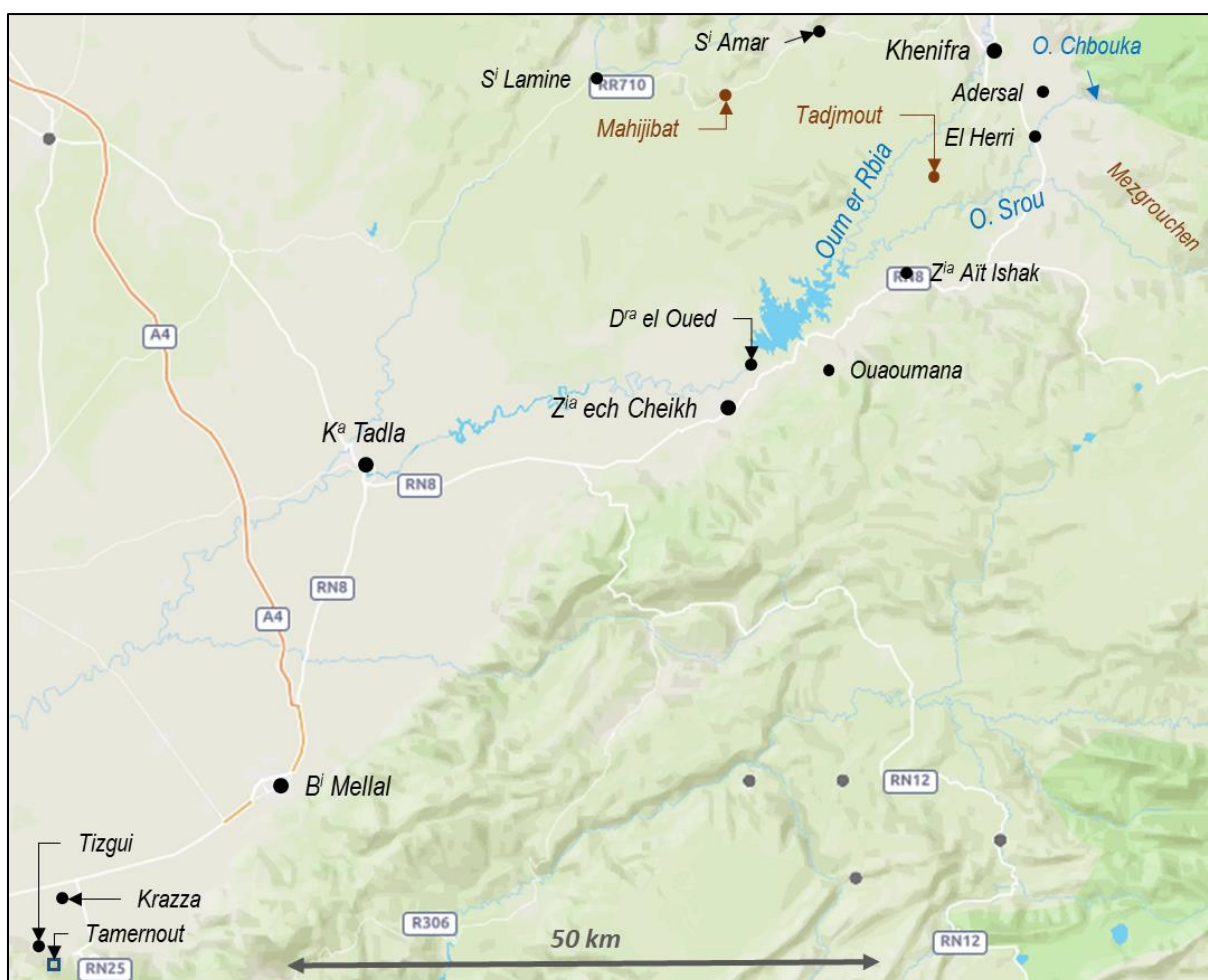 Sⁱ Amar
Khenifra
O. Chbouka
Sⁱ Lamine
RR710
Adersal
Mahijibat
Tadjmout
El Herri
Oum er Rbia
O. Srou
Mezgrouchen
RN8
Zⁱᵃ Aït Ishak
A4
Dʳᵃ el Oued
Ouaoumana
Zⁱᵃ ech Cheikh
Kᵃ Tadla
RN8
RN8
A4
Bⁱ Mellal
RN12
Tizgui
Krazza
R306
Tamernout
50 km
RN12
RN25